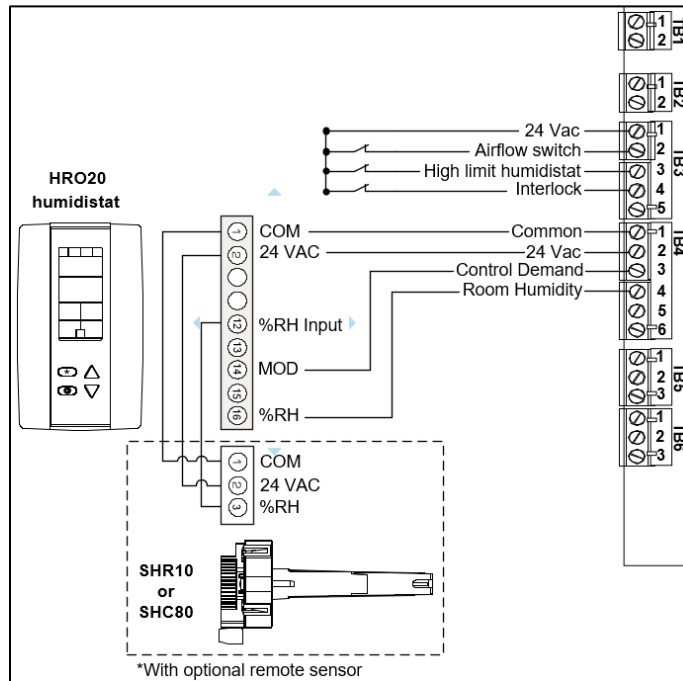 HRO20
humidistat
24 Vac
Airflow switch
High limit humidistat
Interlock
1 COM
2 24 VAC
12 %RH Input
13
14 MOD
15
16 %RH
Common
24 Vac
Control Demand
Room Humidity
1 COM
2 24 VAC
3 %RH
SHR10
or
SHC80
*With optional remote sensor
TB1
1
2
TB2
1
2
TB3
1
2
3
4
5
TB4
1
2
3
4
5
6
TB5
1
2
3
TB6
1
2
3